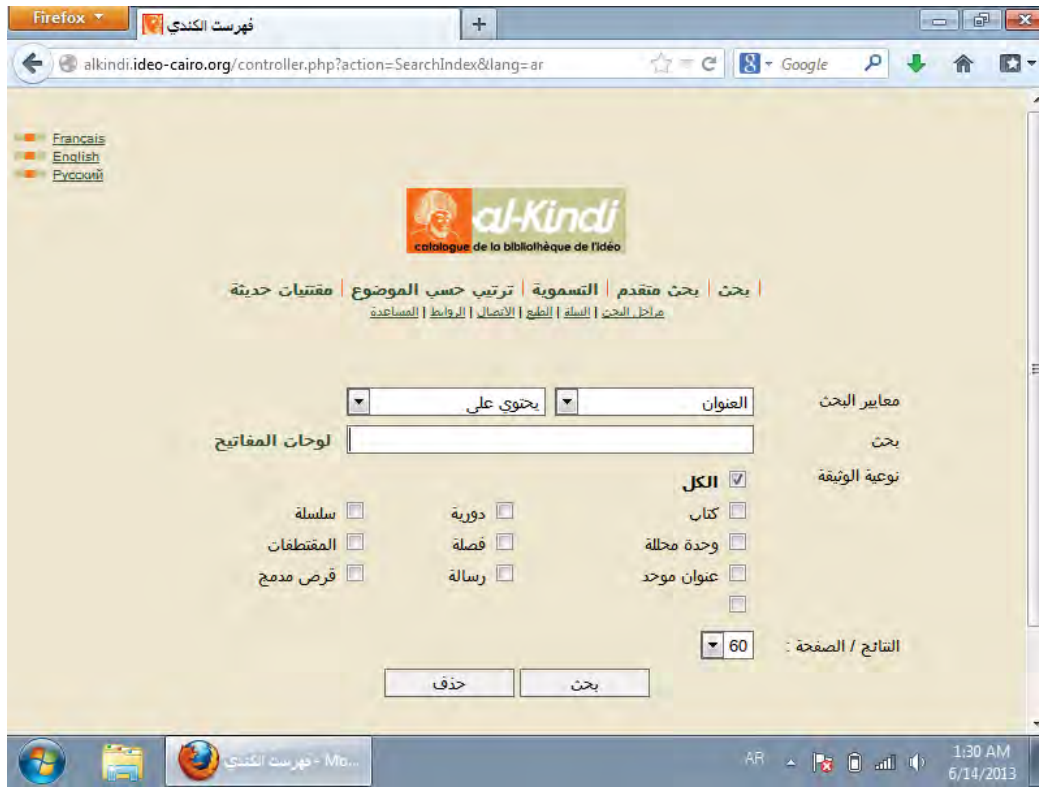 Firefox
فهرست الكندي
alkindi.ideo-cairo.org/controller.php?action=SearchIndex&lang=ar
Google
Français
English
Русский
al-Kindi
catalogue de la bibliothèque de l'idéo
| بحث | بحث متقدم | التسموية | ترتيب حسب الموضوع | مقتنيات حديثة
مراحل البحث | السلة | الطبع | الاتصال | الروابط | المساعدة
معايير البحث العنوان يحتوي على
بحث لوحات المفاتيح
نوعية الوثيقة الكل
كتاب دورية سلسلة
وحدة محللة فصلة المقتطفات
عنوان موحد رسالة قرص مدمج
النتائج / الصفحة : 60
بحث حذف
فهرست الكندي - Mo...
AR
1:30 AM
6/14/2013